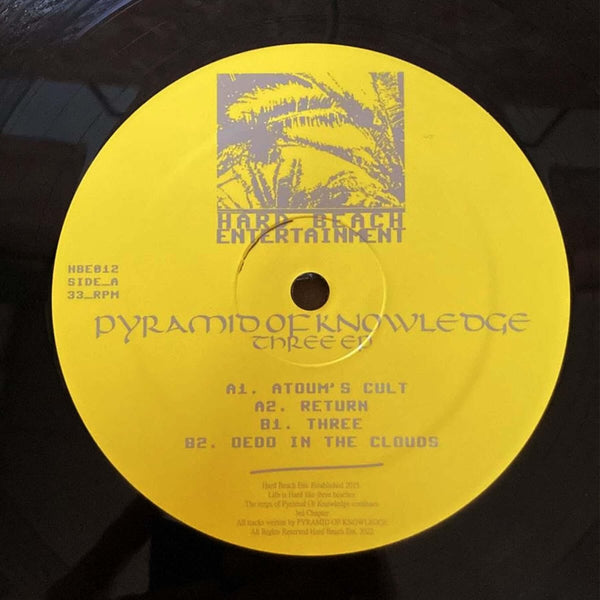 HARD BEACH
ENTERTAINMENT
HBE012
SIDE_A
33_RPM
PYRAMID OF KNOWLEDGE
THREE EP
A1. ATOUM'S CULT
A2. RETURN
B1. THREE
B2. DEDO IN THE CLOUDS
Hard Beach Ent. Established 2015
Life is Hard like these beaches
The reign of Pyramid Of Knowledge continues
3rd Chapter
All tracks written by PYRAMID OF KNOWLEDGE
All Rights Reserved Hard Beach Ent. 2022